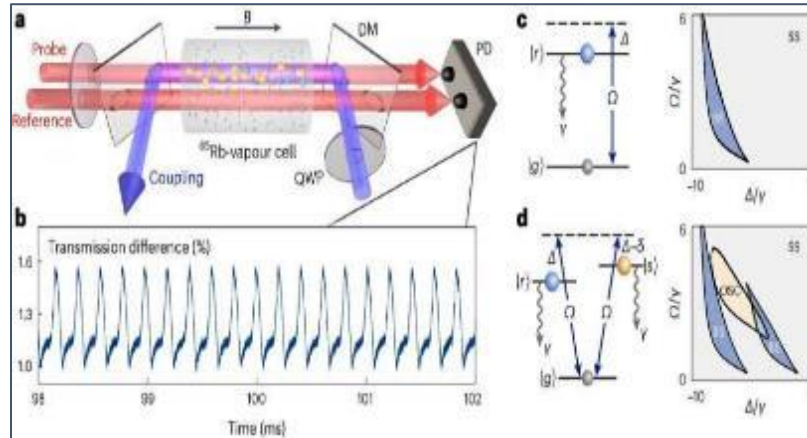 a
B
DM
PD
Probe
Reference
⁸⁵Rb-vapour cell
Coupling
QWP
b
Transmission difference (%)
1.6
1.3
1.0
98
99
100
101
102
Time (ms)
c
|r⟩
Δ
Ω
γ
|g⟩
6
SS
Ω/γ
0
−10
Δ/γ
d
Δ
Δ–δ
|r⟩
|s⟩
Ω
Ω
γ
γ
|g⟩
6
SS
OSC
Ω/γ
0
−10
Δ/γ